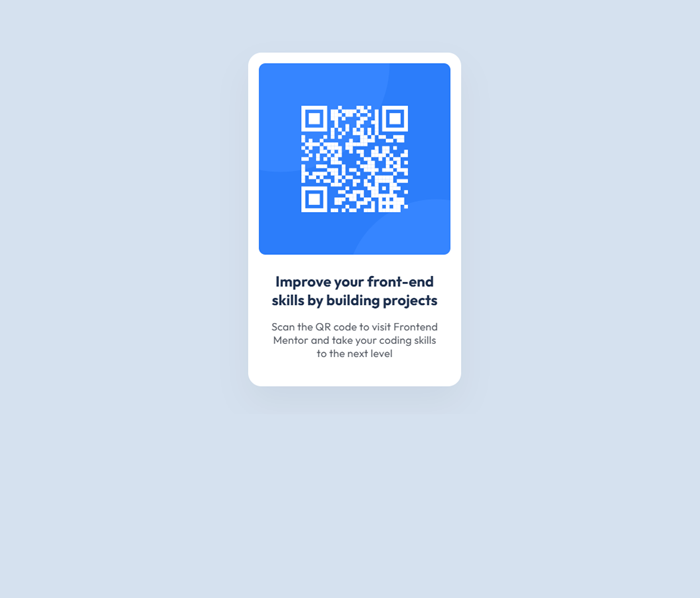 Improve your front-end
skills by building projects
Scan the QR code to visit Frontend
Mentor and take your coding skills
to the next level